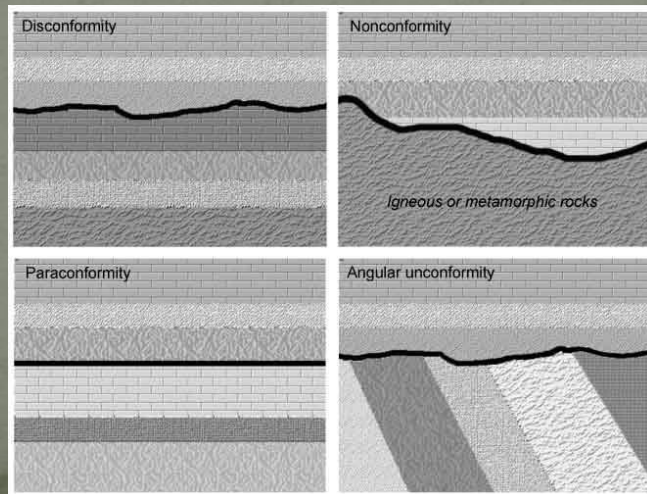 Disconformity
Nonconformity
Igneous or metamorphic rocks
Paraconformity
Angular unconformity